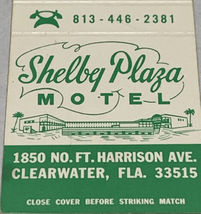 813-446-2381
Shelby Plaza
MOTEL
1850 NO. FT. HARRISON AVE.
CLEARWATER, FLA. 33515
CLOSE COVER BEFORE STRIKING MATCH